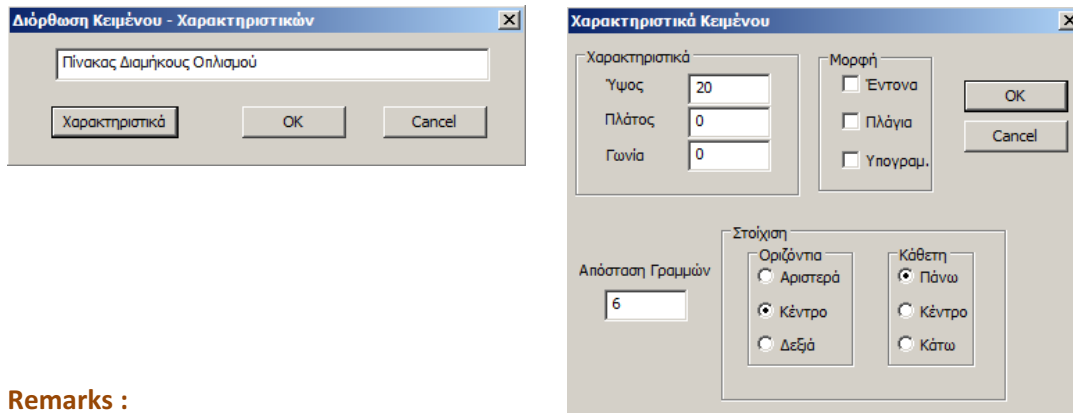 Διόρθωση Κειμένου - Χαρακτηριστικών
Πίνακας Διαμήκους Οπλισμού
Χαρακτηριστικά OK Cancel
Χαρακτηριστικά Κειμένου
Χαρακτηριστικά
Ύψος 20
Πλάτος 0
Γωνία 0
Μορφή
Έντονα
Πλάγια
Υπογραμ.
OK
Cancel
Απόσταση Γραμμών
6
Στοίχιση
Οριζόντια
Αριστερά
Κέντρο
Δεξιά
Κάθετη
Πάνω
Κέντρο
Κάτω
Remarks :